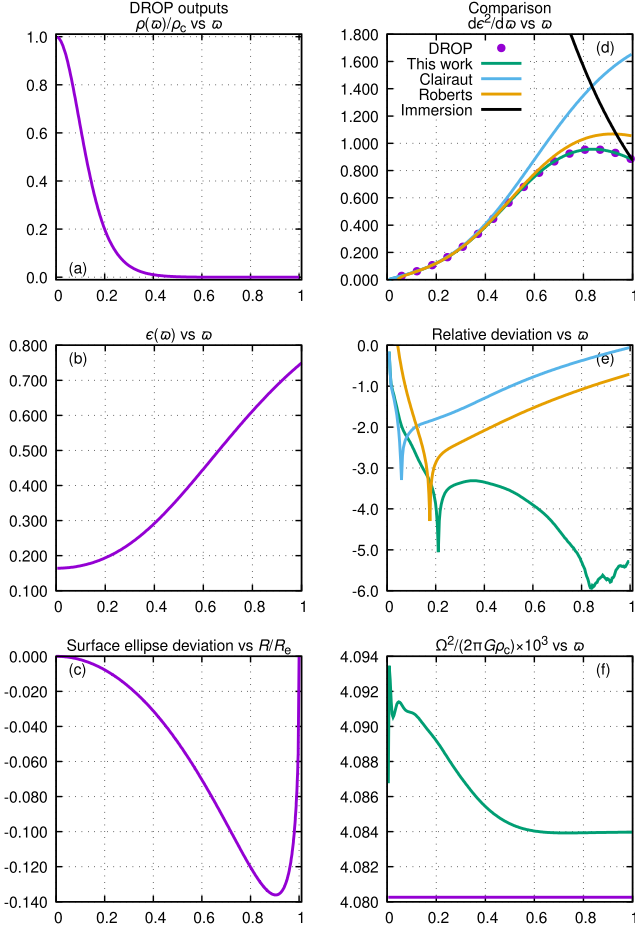 DROP outputs
ρ(ϖ)/ρc vs ϖ
1.0
0.8
0.6
0.4
0.2
0.0
(a)
0 0.2 0.4 0.6 0.8 1
Comparison
dϵ²/dϖ vs ϖ
(d)
DROP
This work
Clairaut
Roberts
Immersion
1.800
1.600
1.400
1.200
1.000
0.800
0.600
0.400
0.200
0.000
0 0.2 0.4 0.6 0.8 1
ϵ(ϖ) vs ϖ
(b)
0.800
0.700
0.600
0.500
0.400
0.300
0.200
0.100
0 0.2 0.4 0.6 0.8 1
Relative deviation vs ϖ
(e)
0.0
-1.0
-2.0
-3.0
-4.0
-5.0
-6.0
0 0.2 0.4 0.6 0.8 1
Surface ellipse deviation vs R/Re
(c)
0.000
-0.020
-0.040
-0.060
-0.080
-0.100
-0.120
-0.140
0 0.2 0.4 0.6 0.8 1
Ω²/(2πGρc)×10³ vs ϖ
(f)
4.094
4.092
4.090
4.088
4.086
4.084
4.082
4.080
0 0.2 0.4 0.6 0.8 1